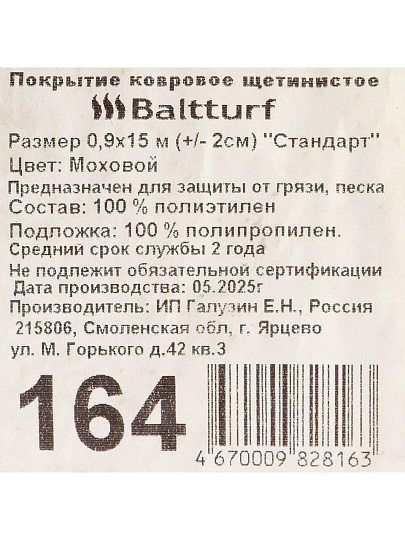 Покрытие ковровое щетинистое
Baltturf
Размер 0,9х15 м (+/- 2см) "Стандарт"
Цвет: Моховой
Предназначен для защиты от грязи, песка
Состав: 100 % полиэтилен
Подложка: 100 % полипропилен.
Средний срок службы 2 года
Не подлежит обязательной сертификации
Дата производства: 05.2025г
Производитель: ИП Галузин Е.Н., Россия
215806, Смоленская обл, г. Ярцево
ул. М. Горького д.42 кв.3
164
4 670009 828163